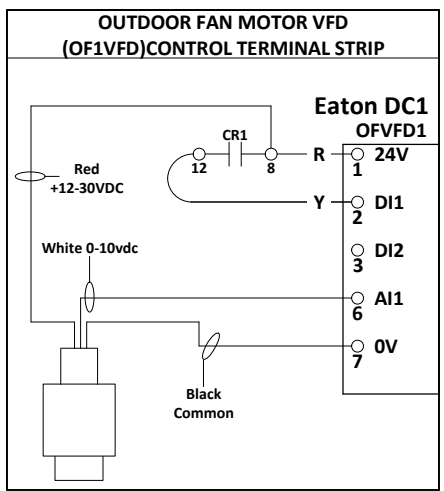 OUTDOOR FAN MOTOR VFD
(OF1VFD)CONTROL TERMINAL STRIP
Eaton DC1
OFVFD1
CR1
12
8
R
1
24V
Red
+12-30VDC
Y
2
DI1
White 0-10vdc
3
DI2
6
AI1
7
0V
Black
Common